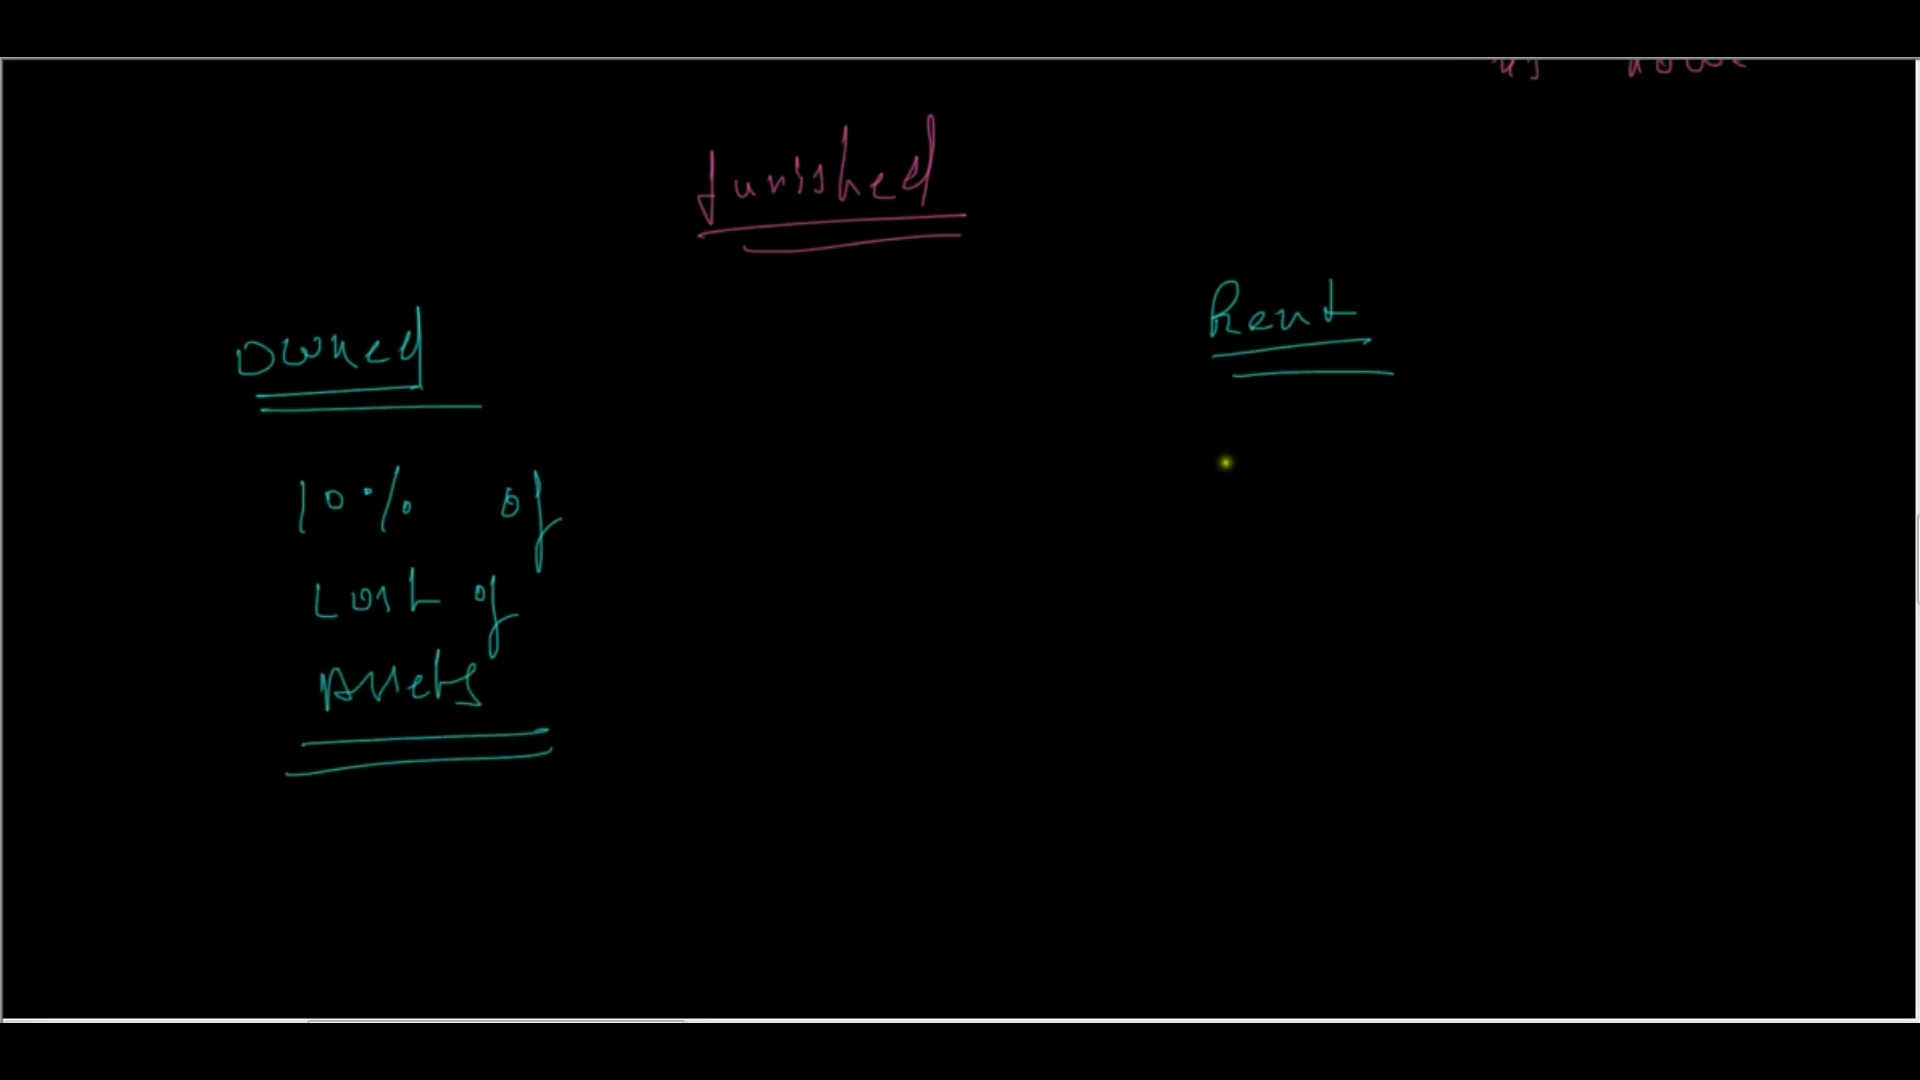 furnished
Owned
Rent
10% of
Cost of
Assets